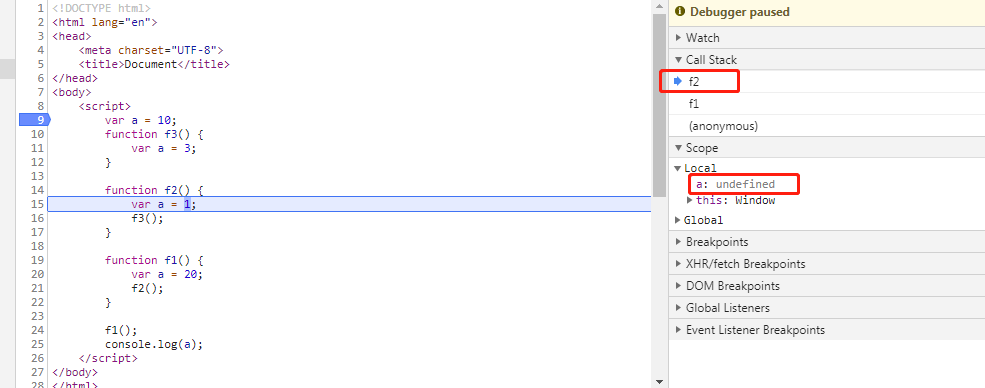 1 <!DOCTYPE html>
2 <html lang="en">
3 <head>
4     <meta charset="UTF-8">
5     <title>Document</title>
6 </head>
7 <body>
8     <script>
9         var a = 10;
10         function f3() {
11             var a = 3;
12         }
13
14         function f2() {
15             var a = 1;
16             f3();
17         }
18
19         function f1() {
20             var a = 20;
21             f2();
22         }
23
24         f1();
25         console.log(a);
26     </script>
27 </body>
28 </html>
Debugger paused
Watch
Call Stack
f2
f1
(anonymous)
Scope
Local
a: undefined
this: Window
Global
Breakpoints
XHR/fetch Breakpoints
DOM Breakpoints
Global Listeners
Event Listener Breakpoints